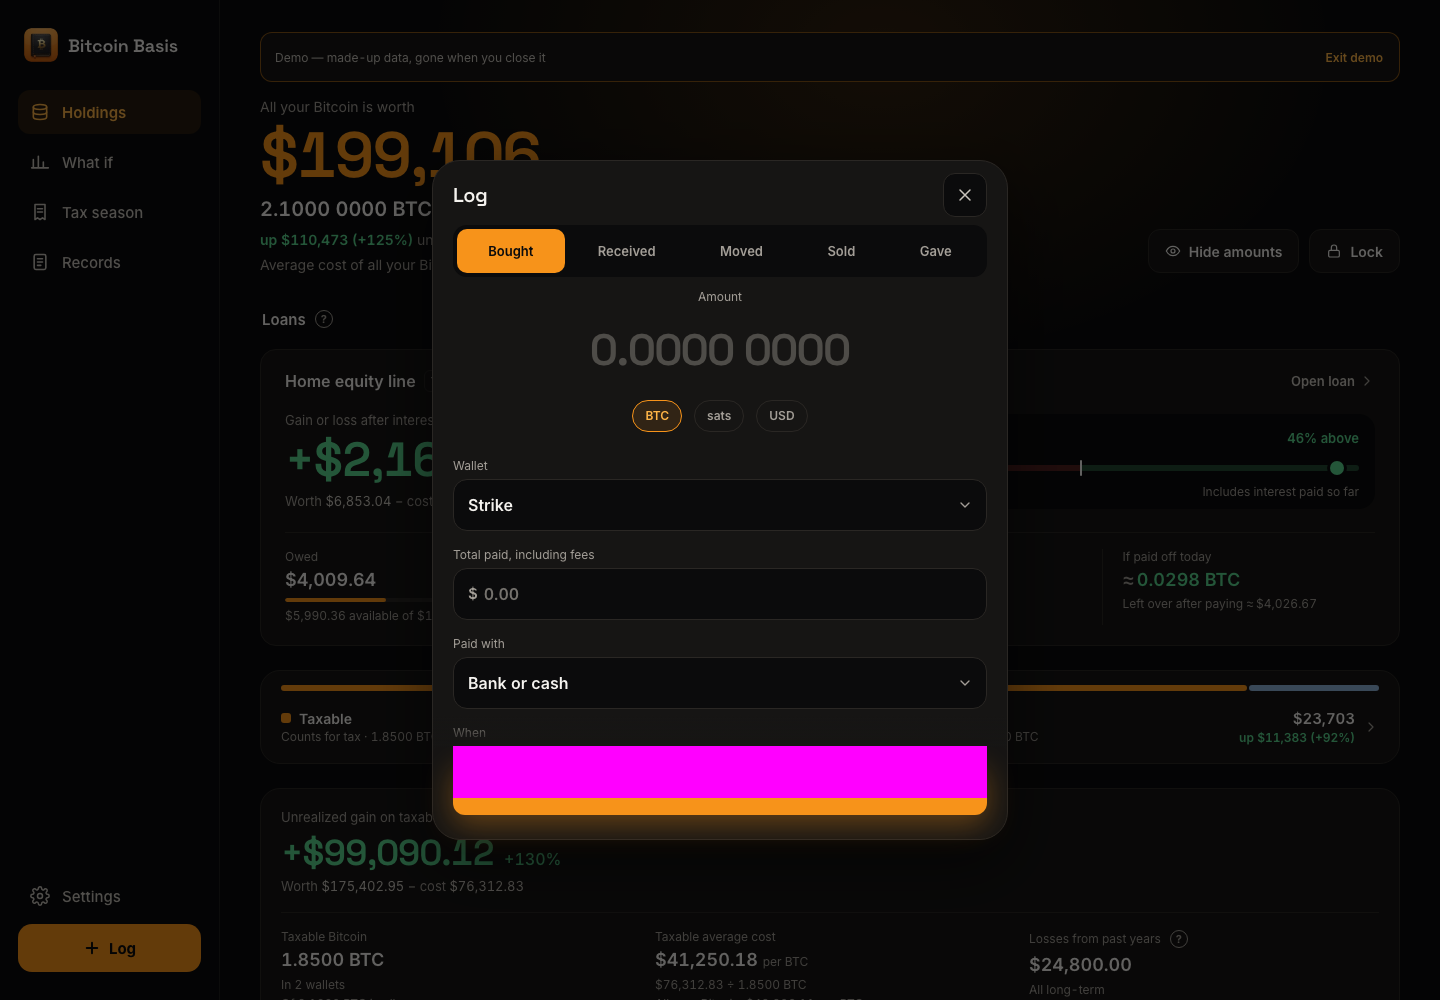 Bitcoin Basis
Holdings
What if
Tax season
Records
Settings
Log
Demo — made-up data, gone when you close it
Exit demo
All your Bitcoin is worth
$199,106
2.1000 0000 BTC
up $110,473 (+125%) un
Average cost of all your Bi
Hide amounts
Lock
Loans ?
Home equity line
Open loan
Gain or loss after interes
+$2,16
Worth $6,853.04 – cost
46% above
Includes interest paid so far
Owed
$4,009.64
$5,990.36 available of $1
If paid off today
≈ 0.0298 BTC
Left over after paying ≈ $4,026.67
Taxable
Counts for tax · 1.8500 BT
BTC
$23,703
up $11,383 (+92%)
Unrealized gain on taxab
+$99,090.12 +130%
Worth $175,402.95 – cost $76,312.83
Taxable Bitcoin
1.8500 BTC
In 2 wallets
Taxable average cost
$41,250.18 per BTC
$76,312.83 ÷ 1.8500 BTC
Losses from past years ?
$24,800.00
All long-term
Log
Bought
Received
Moved
Sold
Gave
Amount
0.0000 0000
BTC
sats
USD
Wallet
Strike
Total paid, including fees
$ 0.00
Paid with
Bank or cash
When